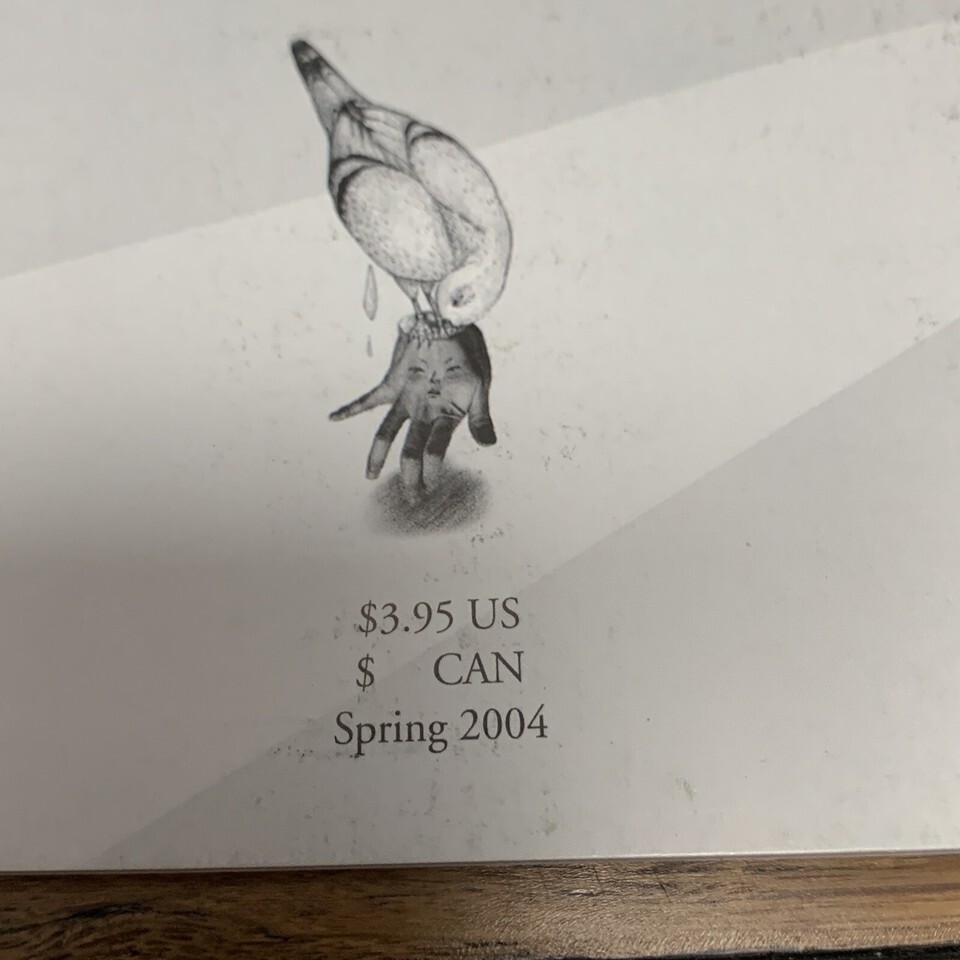 $3.95 US
$ CAN
Spring 2004